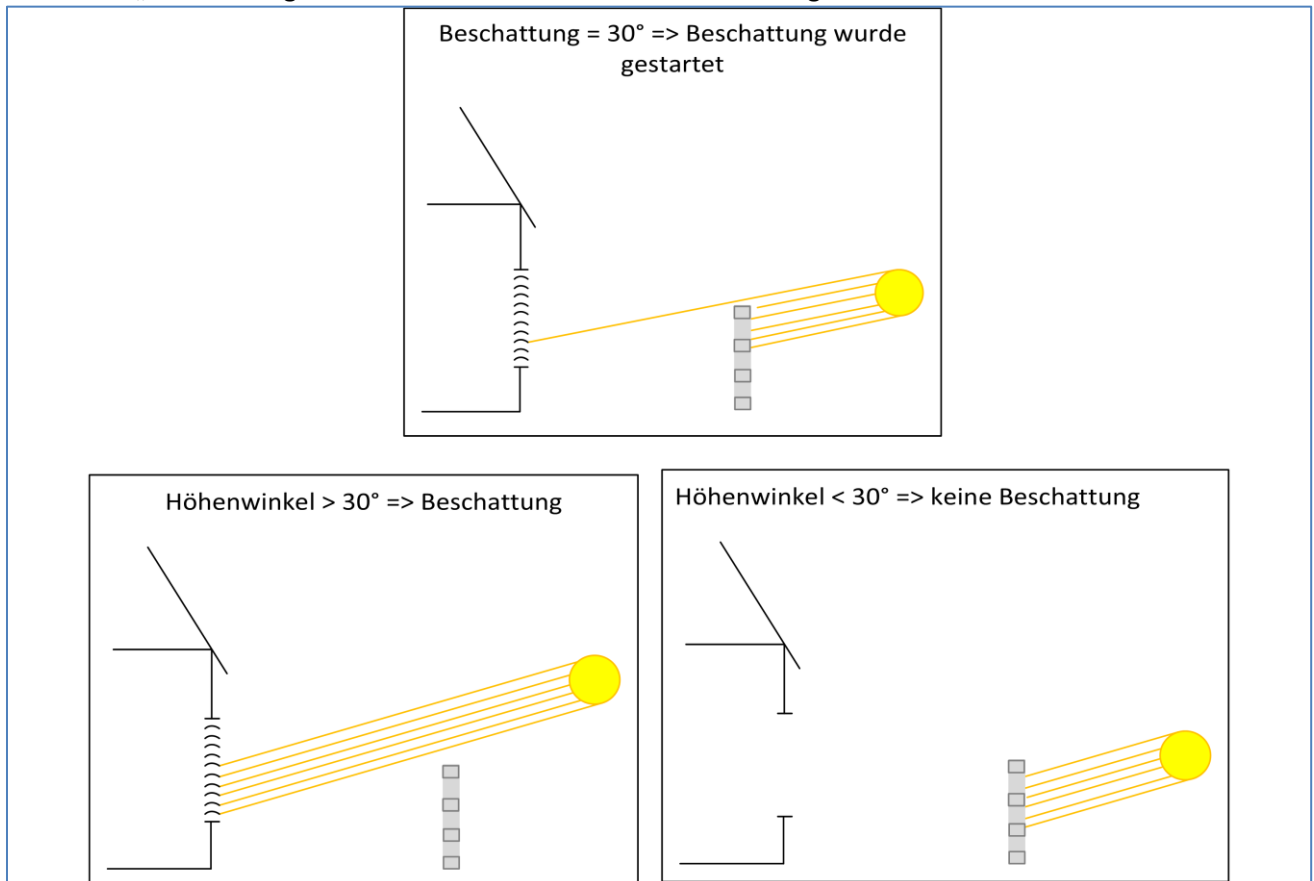 Beschattung = 30° => Beschattung wurde
gestartet
Höhenwinkel > 30° => Beschattung
Höhenwinkel < 30° => keine Beschattung